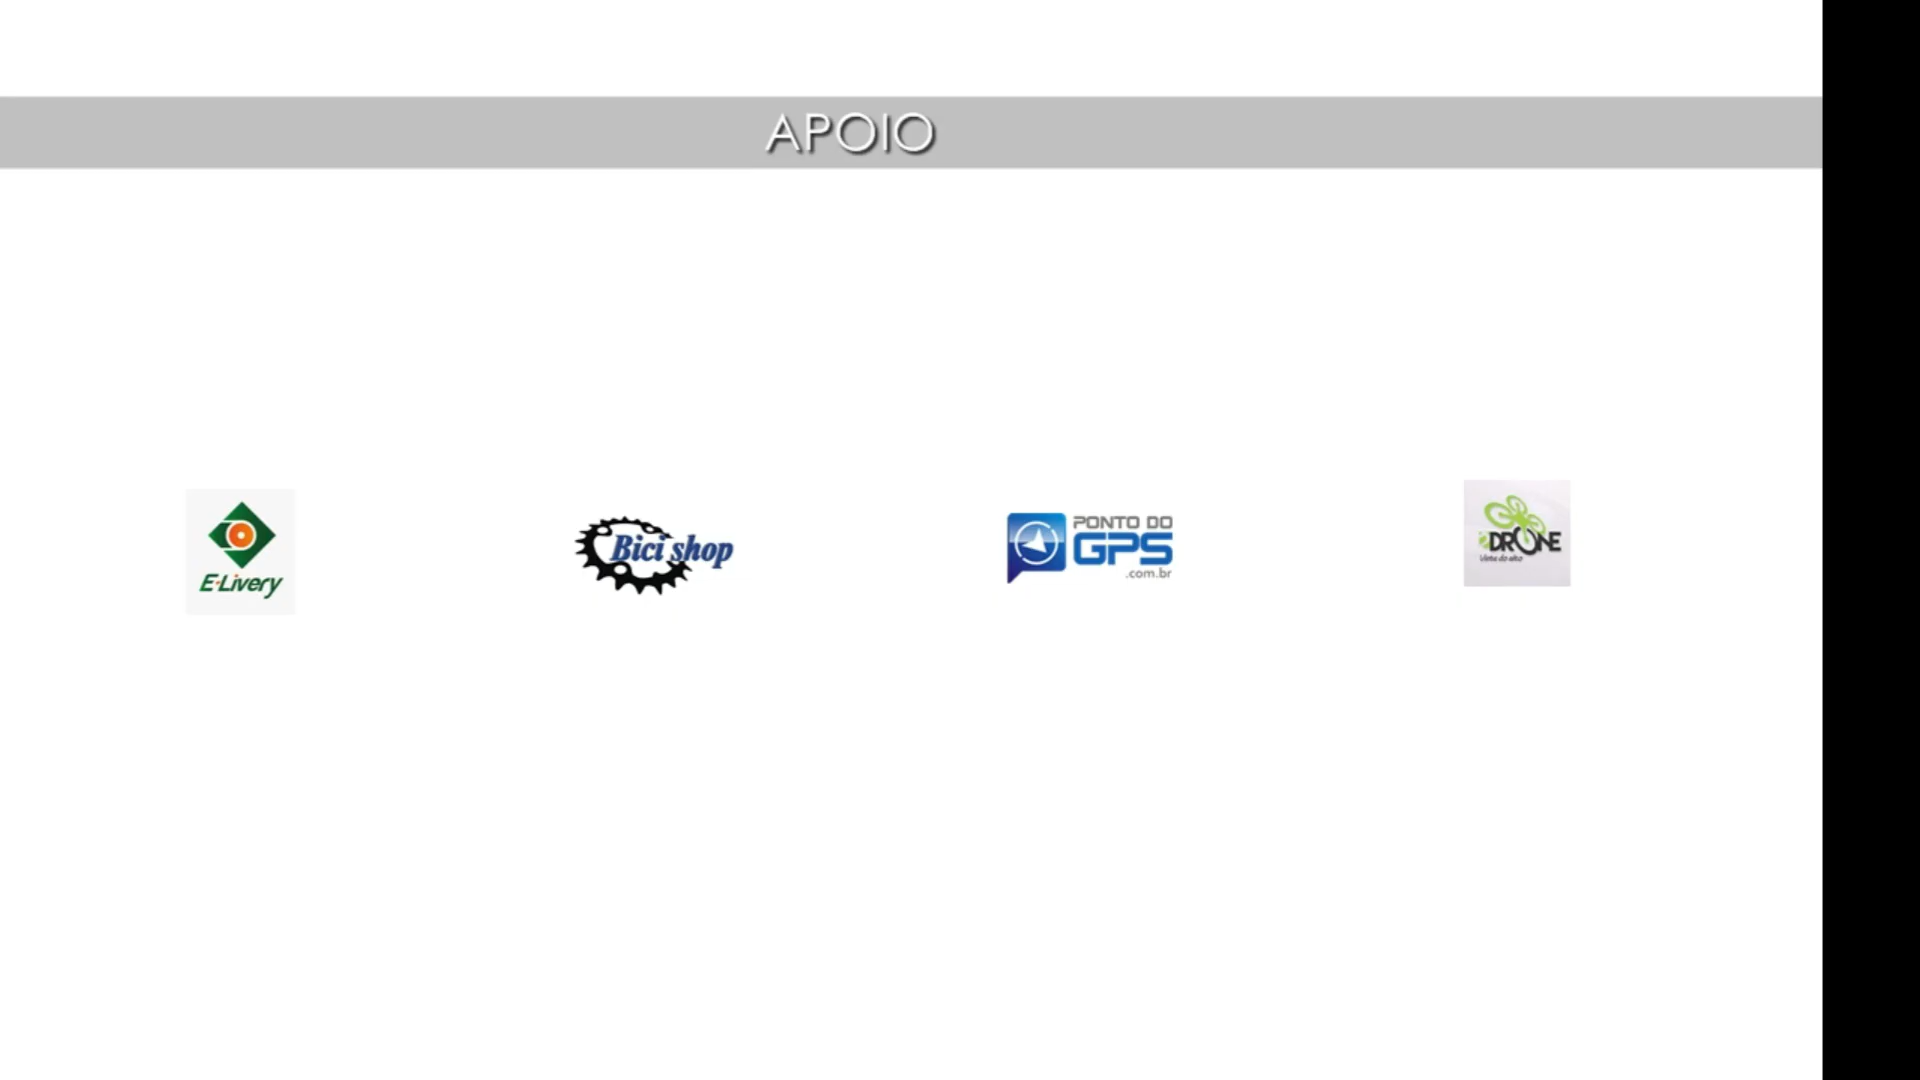 APOIO
E-Livery
Bici shop
PONTO DO
GPS
.com.br
DRONE